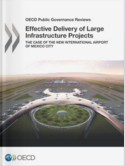 OECD Public Governance Reviews
Effective Delivery of Large
Infrastructure Projects
THE CASE OF THE NEW INTERNATIONAL AIRPORT
OF MEXICO CITY
OECD